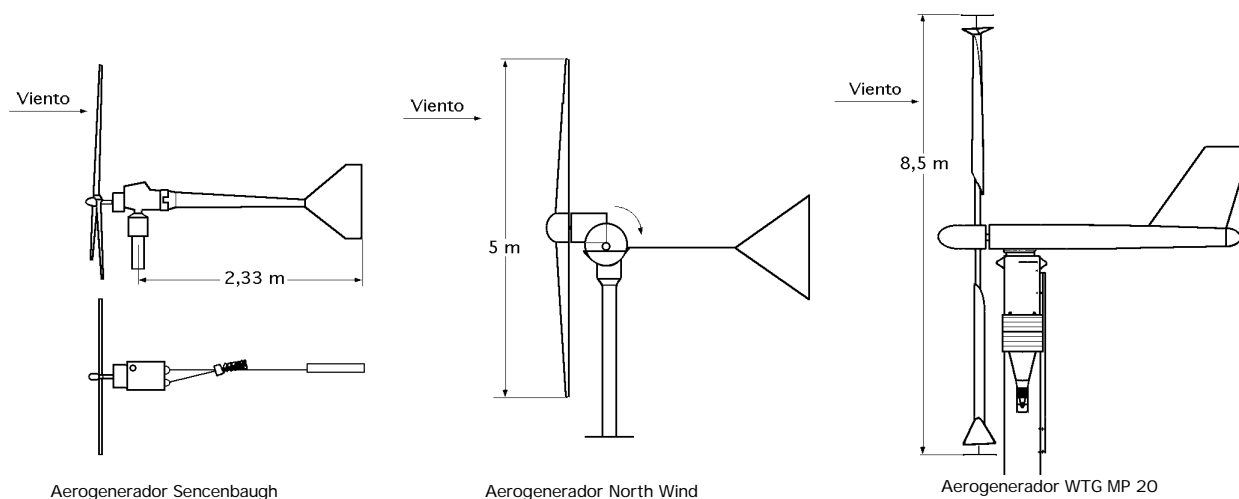 Viento
2,33 m
Aerogenerador Sencenbaugh
Viento
5 m
Aerogenerador North Wind
Viento
8,5 m
Aerogenerador WTG MP 20